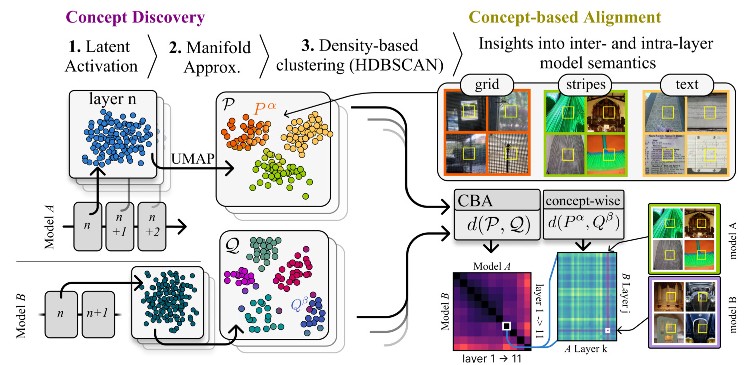 Concept Discovery
Concept-based Alignment
1. Latent
Activation
2. Manifold
Approx.
3. Density-based
clustering (HDBSCAN)
Insights into inter- and intra-layer
model semantics
layer n
UMAP
𝒫
P^α
grid
stripes
text
Model A
n
n
+1
n
+2
CBA
d(𝒫, 𝒬)
concept-wise
d(P^α, Q^β)
𝒬
Q^β
Model B
n
n+1
Model A
Model B
layer 1 -> 11
layer 1 → 11
B Layer j
A Layer k
model A
model B